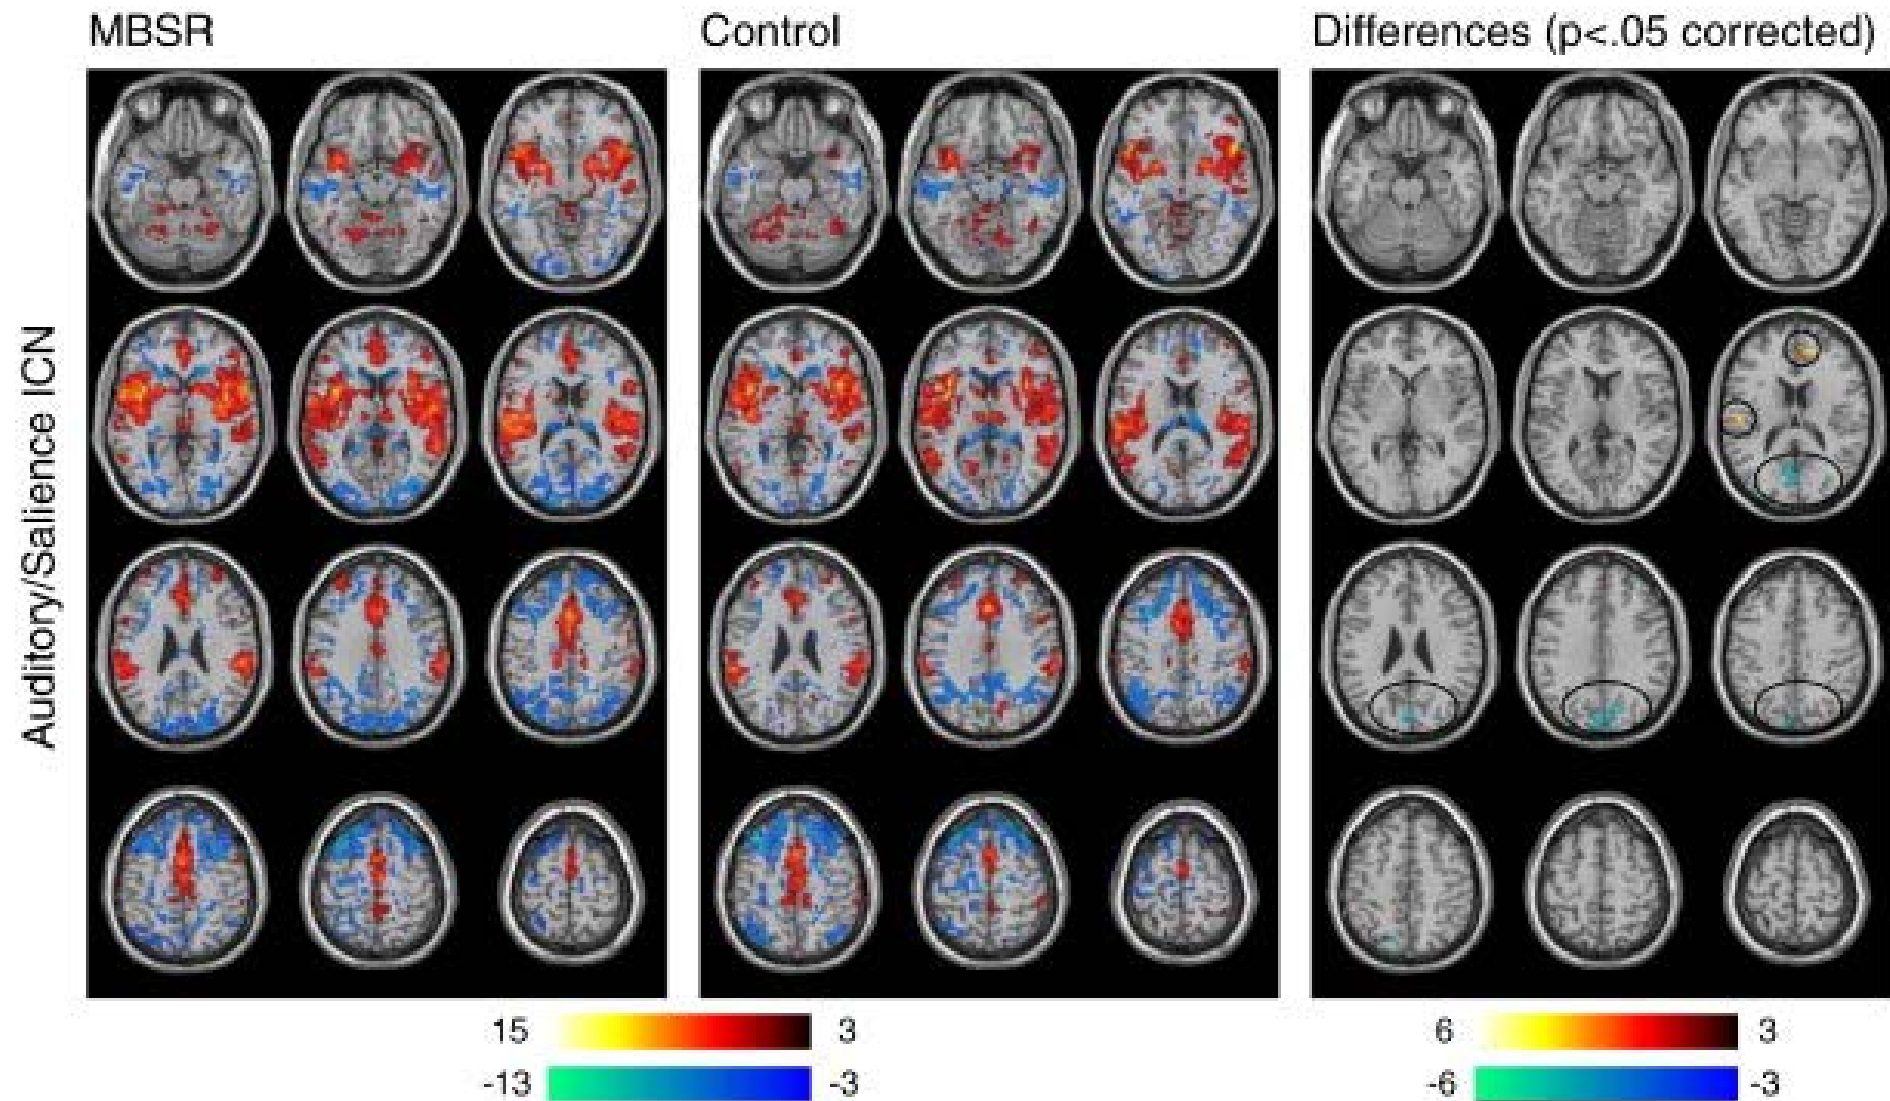 MBSR
Control
Differences (p<.05 corrected)
Auditory/Salience ICN
15 3
-13 -3
6 3
-6 -3